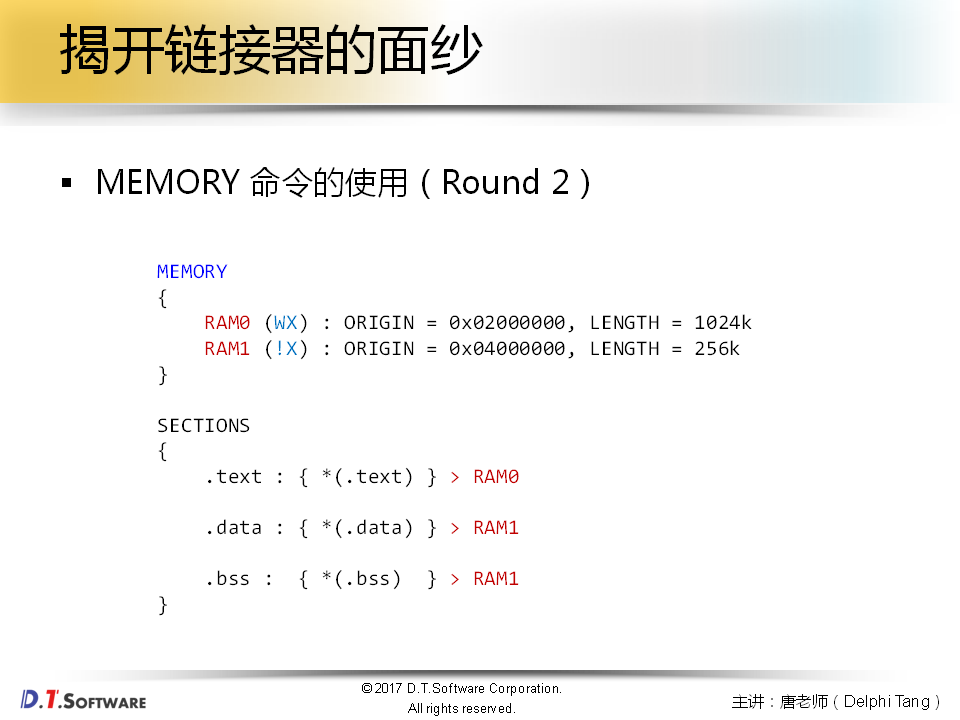 揭开链接器的面纱
▪ MEMORY 命令的使用 ( Round 2 )
MEMORY
{
    RAM0 (WX) : ORIGIN = 0x02000000, LENGTH = 1024k
    RAM1 (!X) : ORIGIN = 0x04000000, LENGTH = 256k
}
SECTIONS
{
    .text : { *(.text) } > RAM0
    .data : { *(.data) } > RAM1
    .bss :  { *(.bss)  } > RAM1
}
D.T.SOFTWARE
©2017 D.T.Software Corporation.
All rights reserved.
主讲：唐老师 ( Delphi Tang )